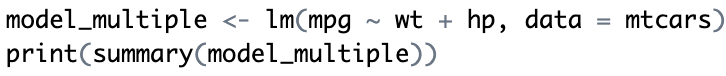 model_multiple <- lm(mpg ~ wt + hp, data = mtcars)
print(summary(model_multiple))